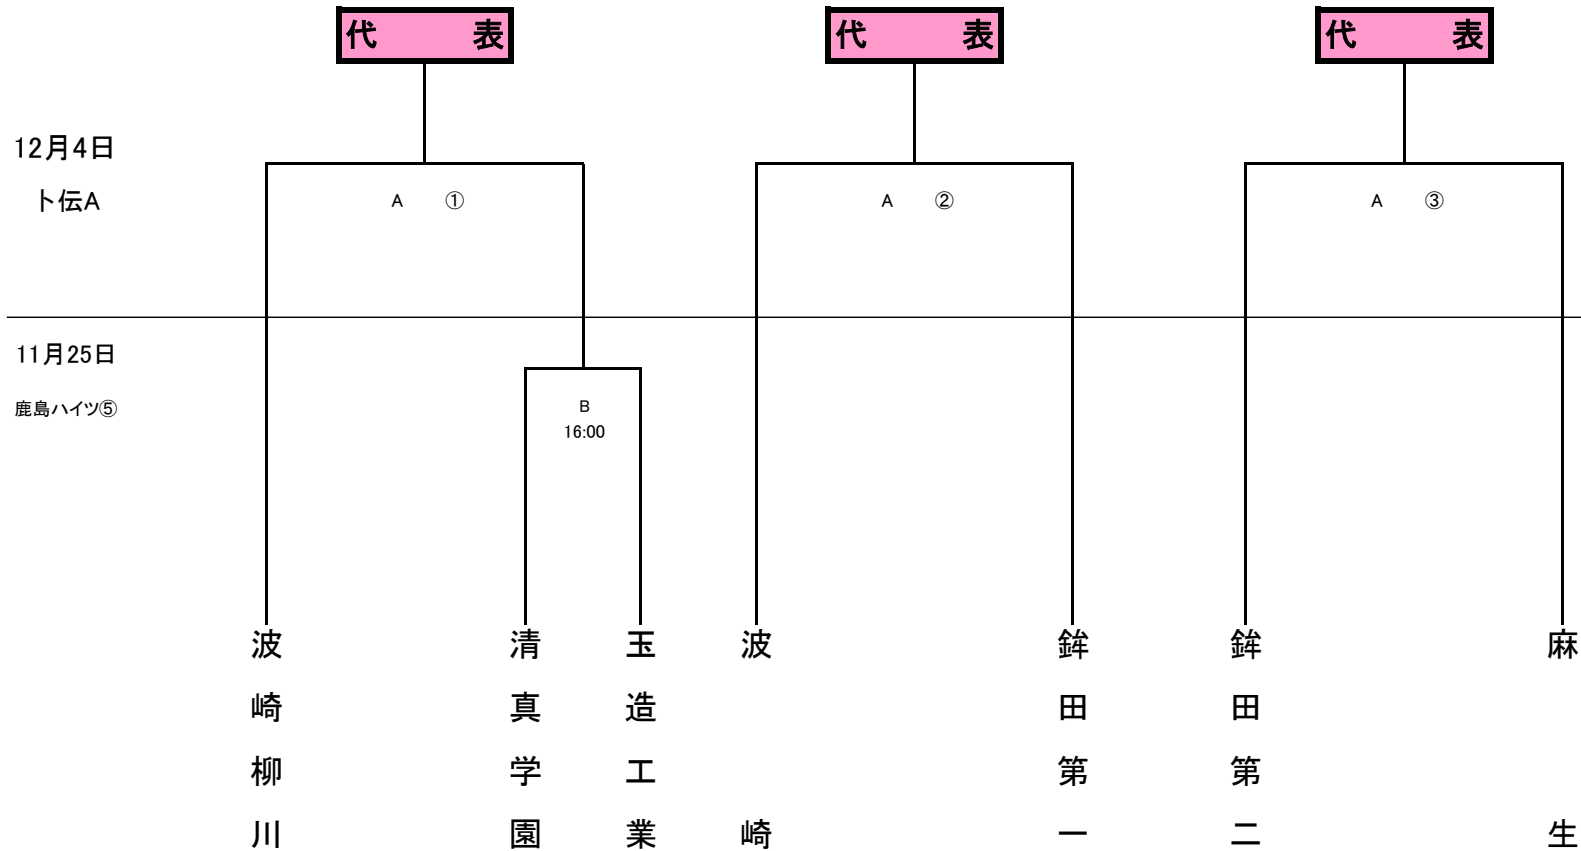 代 表 代 表 代 表
12月4日
卜伝A
A ① A ② A ③
11月25日
鹿島ハイツ⑤
B
16:00
波崎柳川
清真学園
玉造工業
波崎
鉾田第一
鉾田第二
麻生